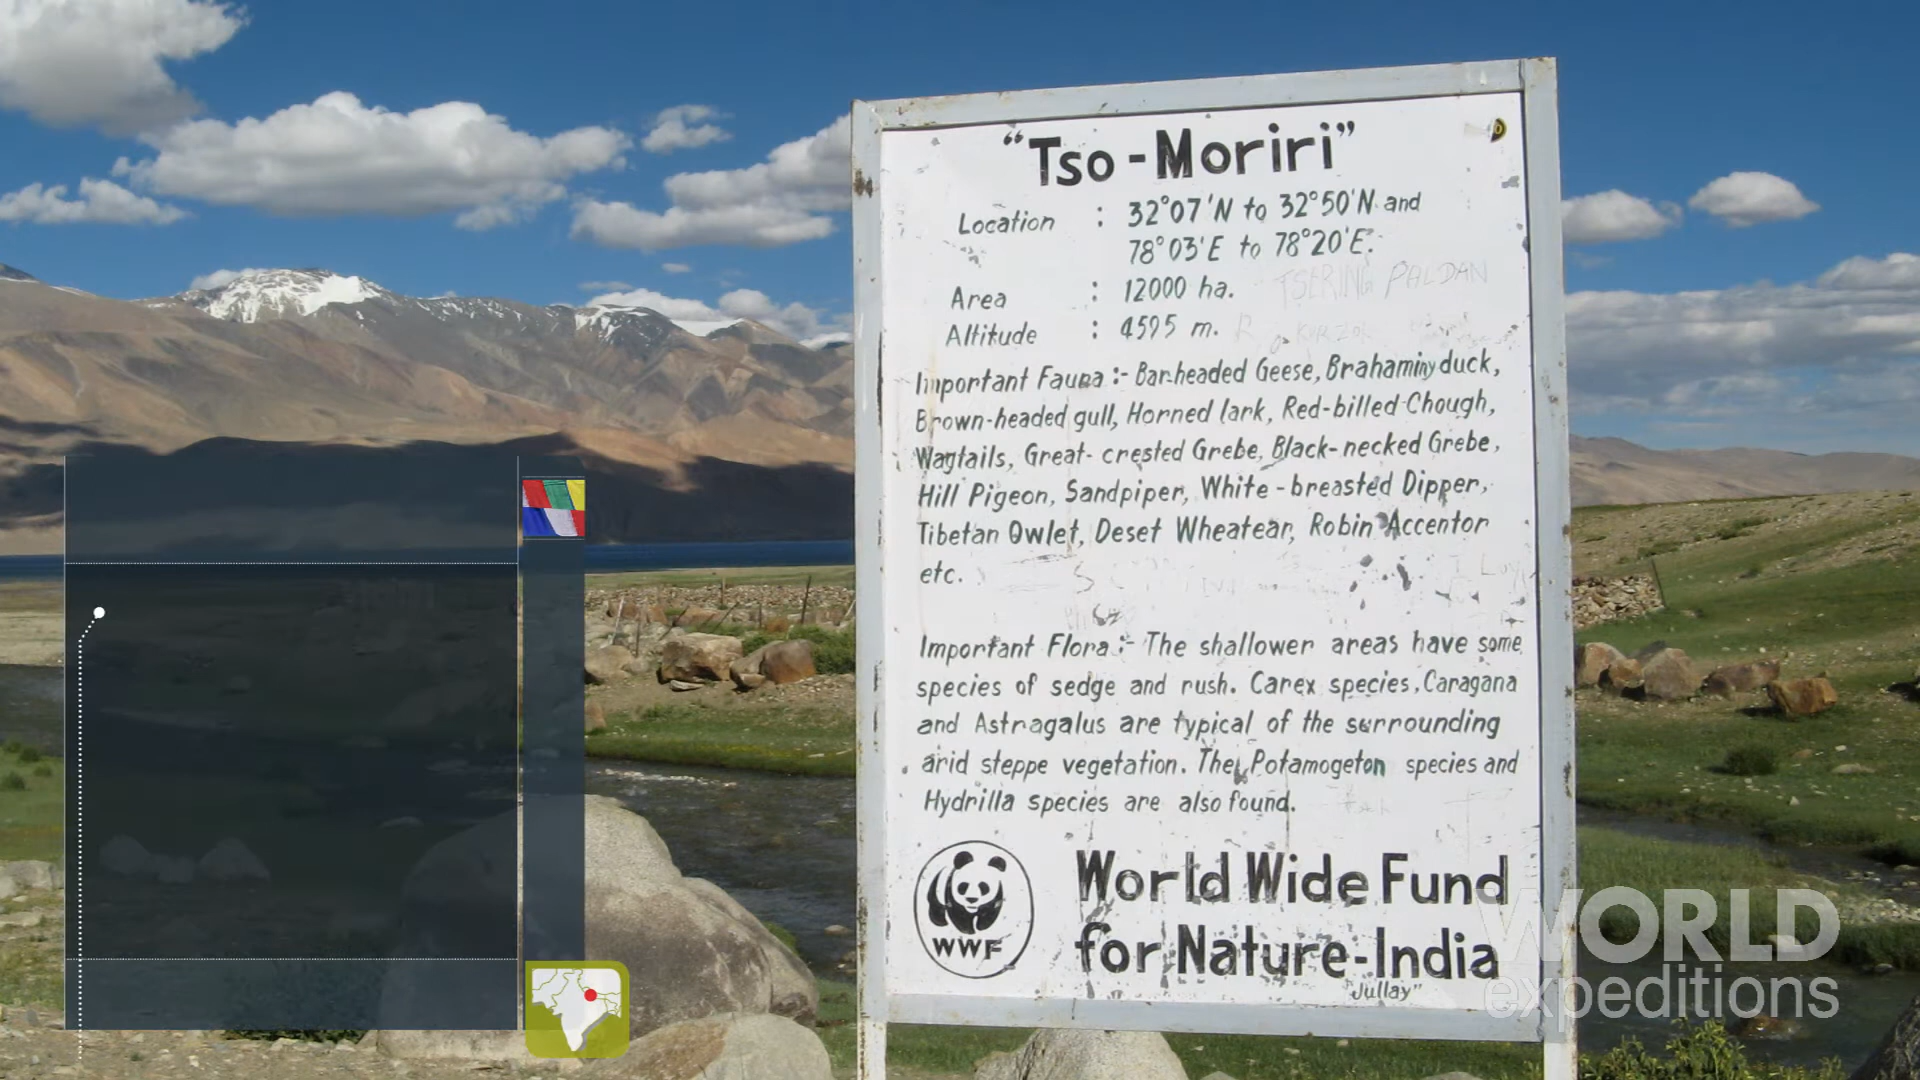 "Tso-Moriri"
Location : 32°07'N to 32°50'N and
78°03'E to 78°20'E.
Area : 12000 ha.
TSERING PALDAN
Altitude : 4595 m.
KORZOK
Important Fauna :- Bar-headed Geese, Brahaminy duck,
Brown-headed gull, Horned lark, Red-billed Chough,
Wagtails, Great-crested Grebe, Black-necked Grebe,
Hill Pigeon, Sandpiper, White-breasted Dipper,
Tibetan Owlet, Deset Wheatear, Robin Accentor
etc.
Important Flora :- The shallower areas have some
species of sedge and rush. Carex species, Caragana
and Astragalus are typical of the surrounding
arid steppe vegetation. The Potamogeton species and
Hydrilla species are also found.
WWF
World Wide Fund
for Nature-India
"Jullay"
WORLD
expeditions